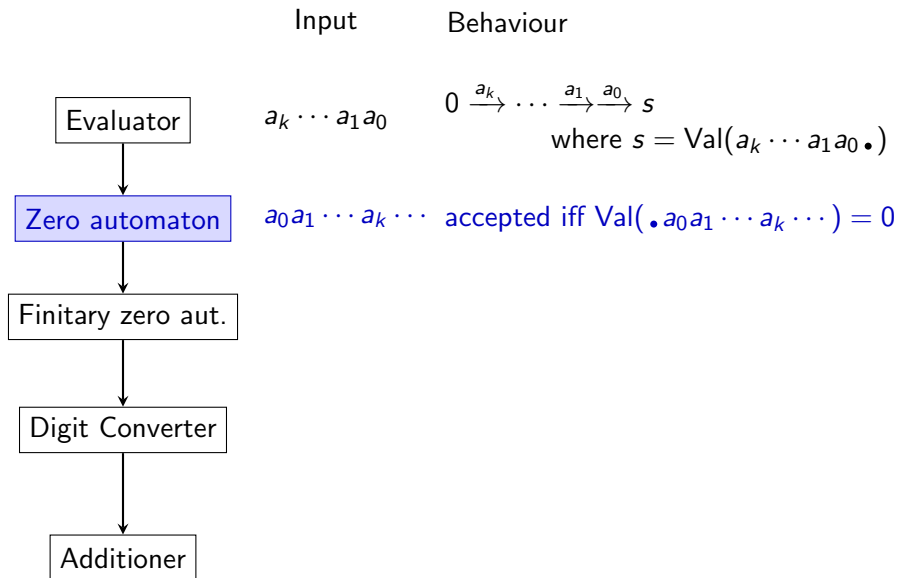 Input Behaviour
Evaluator
a_k ⋯ a_1 a_0
0 →^{a_k} ⋯ →^{a_1} →^{a_0} s
where s = Val(a_k ⋯ a_1 a_0 •)
Zero automaton
a_0 a_1 ⋯ a_k ⋯
accepted iff Val(• a_0 a_1 ⋯ a_k ⋯) = 0
Finitary zero aut.
Digit Converter
Additioner